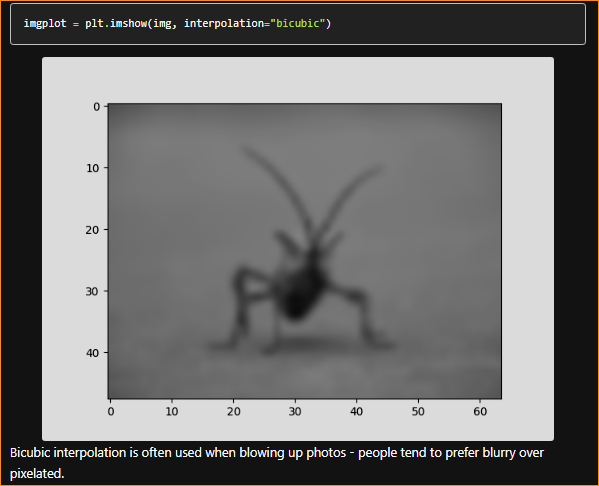 imgplot = plt.imshow(img, interpolation="bicubic")
0
10
20
30
40
0 10 20 30 40 50 60
Bicubic interpolation is often used when blowing up photos - people tend to prefer blurry over
pixelated.